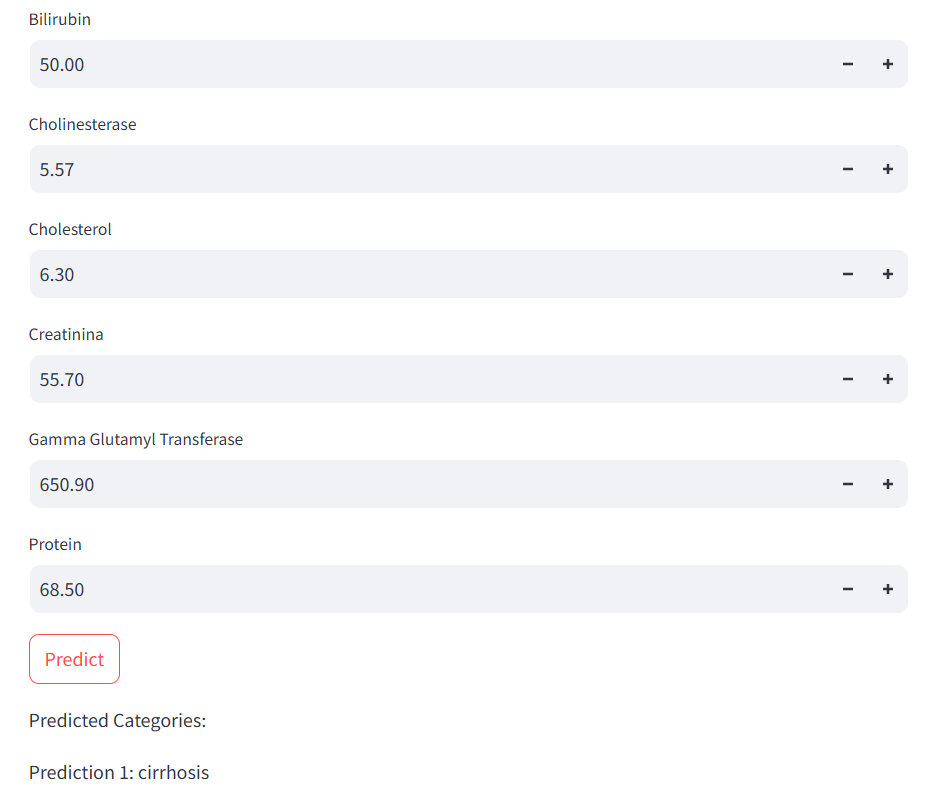 Bilirubin
50.00
Cholinesterase
5.57
Cholesterol
6.30
Creatinina
55.70
Gamma Glutamyl Transferase
650.90
Protein
68.50
Predict
Predicted Categories:
Prediction 1: cirrhosis